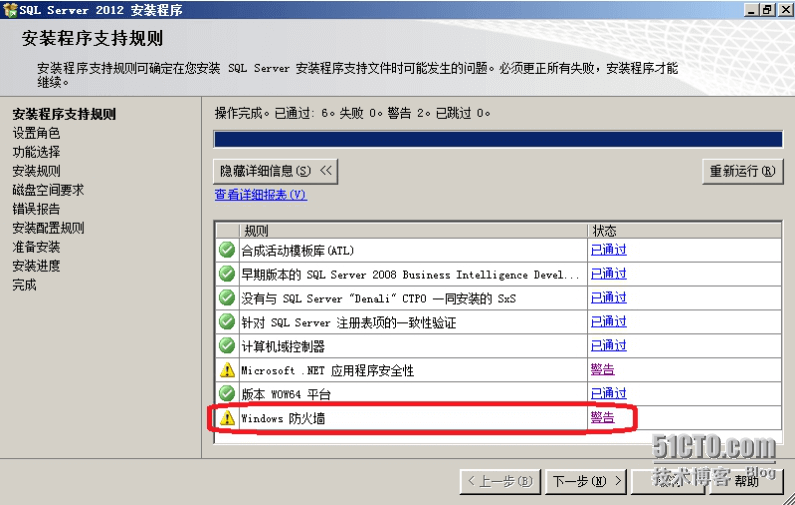 SQL Server 2012 安装程序
安装程序支持规则
安装程序支持规则可确定在您安装 SQL Server 安装程序支持文件时可能发生的问题。必须更正所有失败，安装程序才能
继续。
安装程序支持规则
设置角色
功能选择
安装规则
磁盘空间要求
错误报告
安装配置规则
准备安装
安装进度
完成
操作完成。已通过: 6。失败 0。警告 2。已跳过 0。
隐藏详细信息(S) <<
重新运行(R)
查看详细报表(V)
规则 状态
合成活动模板库(ATL) 已通过
早期版本的 SQL Server 2008 Business Intelligence Devel... 已通过
没有与 SQL Server "Denali" CTP0 一同安装的 SxS 已通过
针对 SQL Server 注册表项的一致性验证 已通过
计算机域控制器 已通过
Microsoft .NET 应用程序安全性 警告
版本 WOW64 平台 已通过
Windows 防火墙 警告
< 上一步(B)
下一步(N) >
帮助
51CTO.com
技术博客 Blog